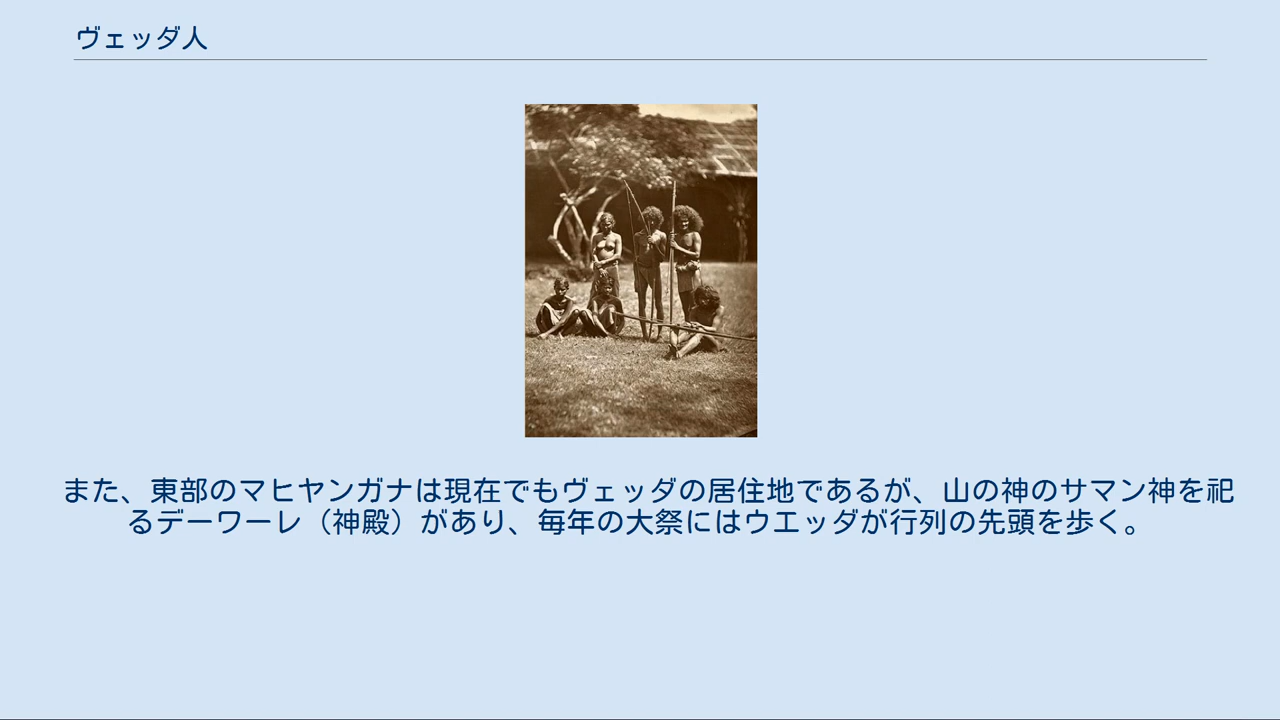 ヴェッダ人
また、東部のマヒヤンガナは現在でもヴェッダの居住地であるが、山の神のサマン神を祀
るデーワーレ（神殿）があり、毎年の大祭にはウエッダが行列の先頭を歩く。